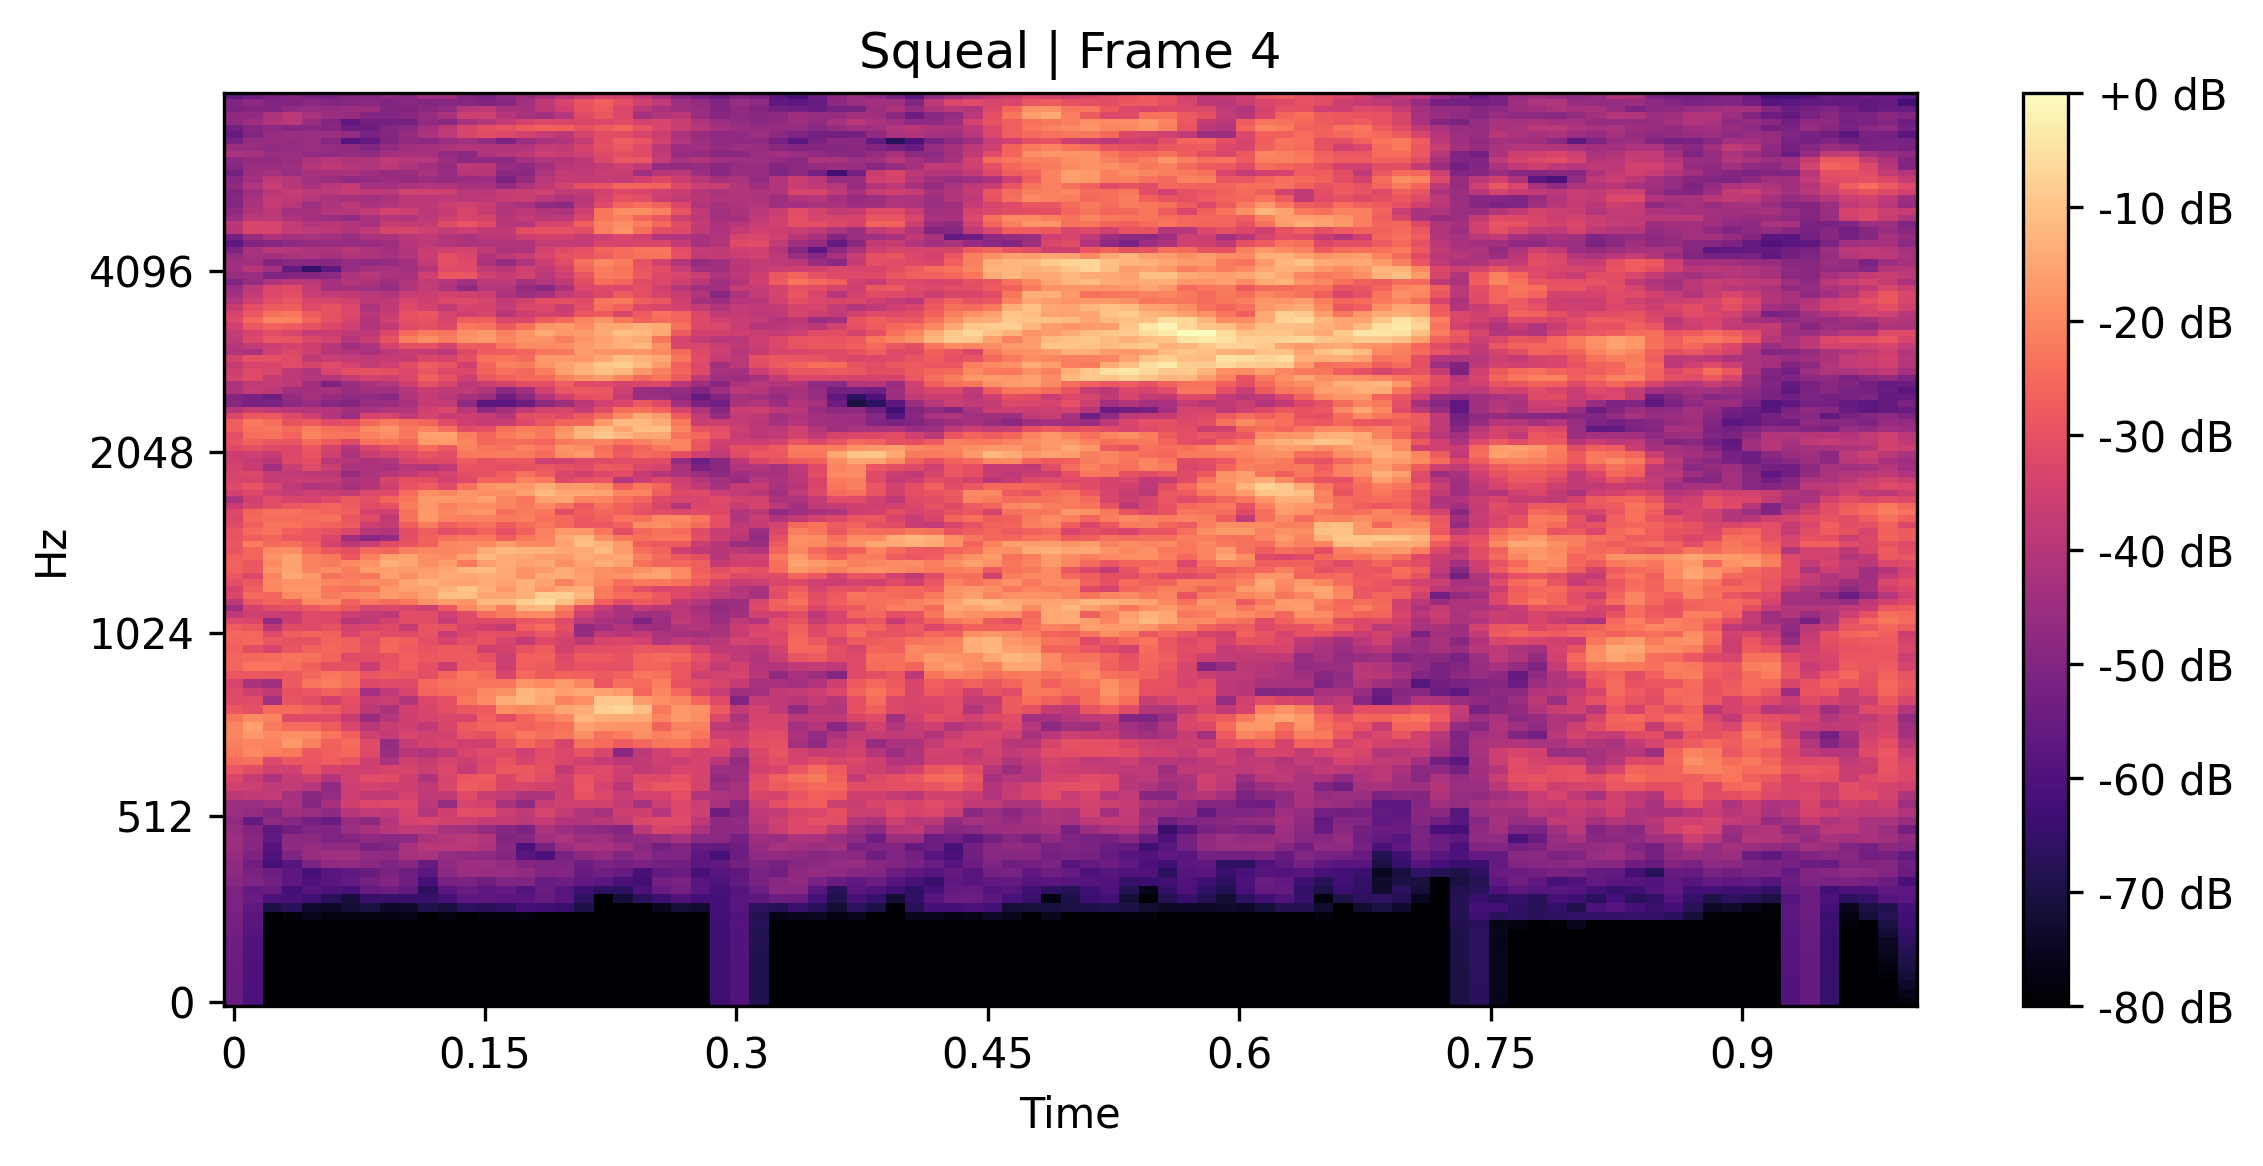 Squeal | Frame 4
Hz
4096
2048
1024
512
0
0 0.15 0.3 0.45 0.6 0.75 0.9
Time
+0 dB
-10 dB
-20 dB
-30 dB
-40 dB
-50 dB
-60 dB
-70 dB
-80 dB